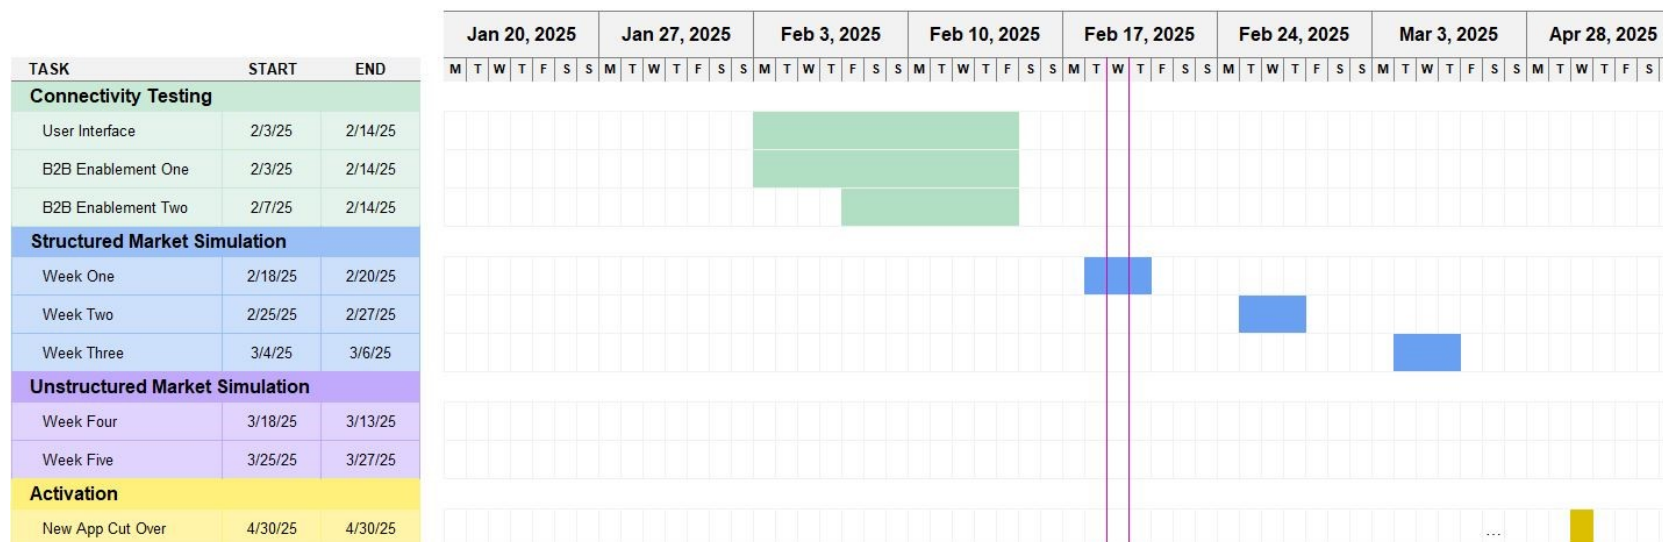 Jan 20, 2025 Jan 27, 2025 Feb 3, 2025 Feb 10, 2025 Feb 17, 2025 Feb 24, 2025 Mar 3, 2025 Apr 28, 2025
TASK START END M T W T F S S M T W T F S S M T W T F S S M T W T F S S M T W T F S S M T W T F S S M T W T F S S M T W T F S
Connectivity Testing
User Interface 2/3/25 2/14/25
B2B Enablement One 2/3/25 2/14/25
B2B Enablement Two 2/7/25 2/14/25
Structured Market Simulation
Week One 2/18/25 2/20/25
Week Two 2/25/25 2/27/25
Week Three 3/4/25 3/6/25
Unstructured Market Simulation
Week Four 3/18/25 3/13/25
Week Five 3/25/25 3/27/25
Activation
New App Cut Over 4/30/25 4/30/25 ...